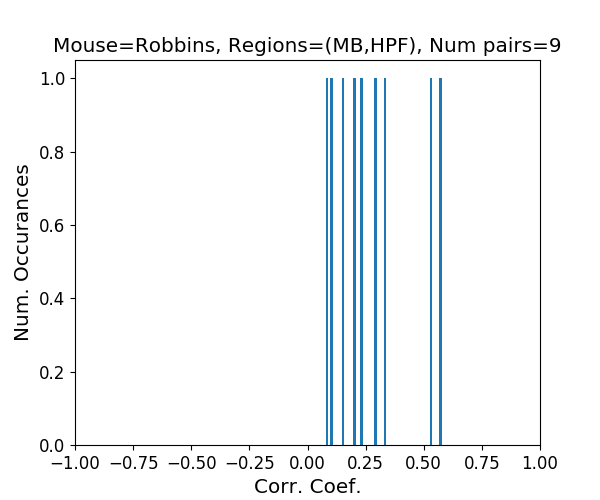 Mouse=Robbins, Regions=(MB,HPF), Num pairs=9
Num. Occurances
1.0
0.8
0.6
0.4
0.2
0.0
−1.00 −0.75 −0.50 −0.25 0.00 0.25 0.50 0.75 1.00
Corr. Coef.